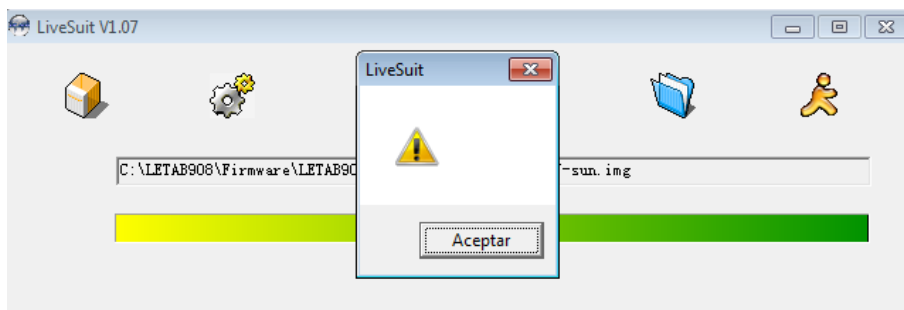 LiveSuit V1.07
LiveSuit
C:\LETAB908\Firmware\LETAB90
-sun.img
Aceptar